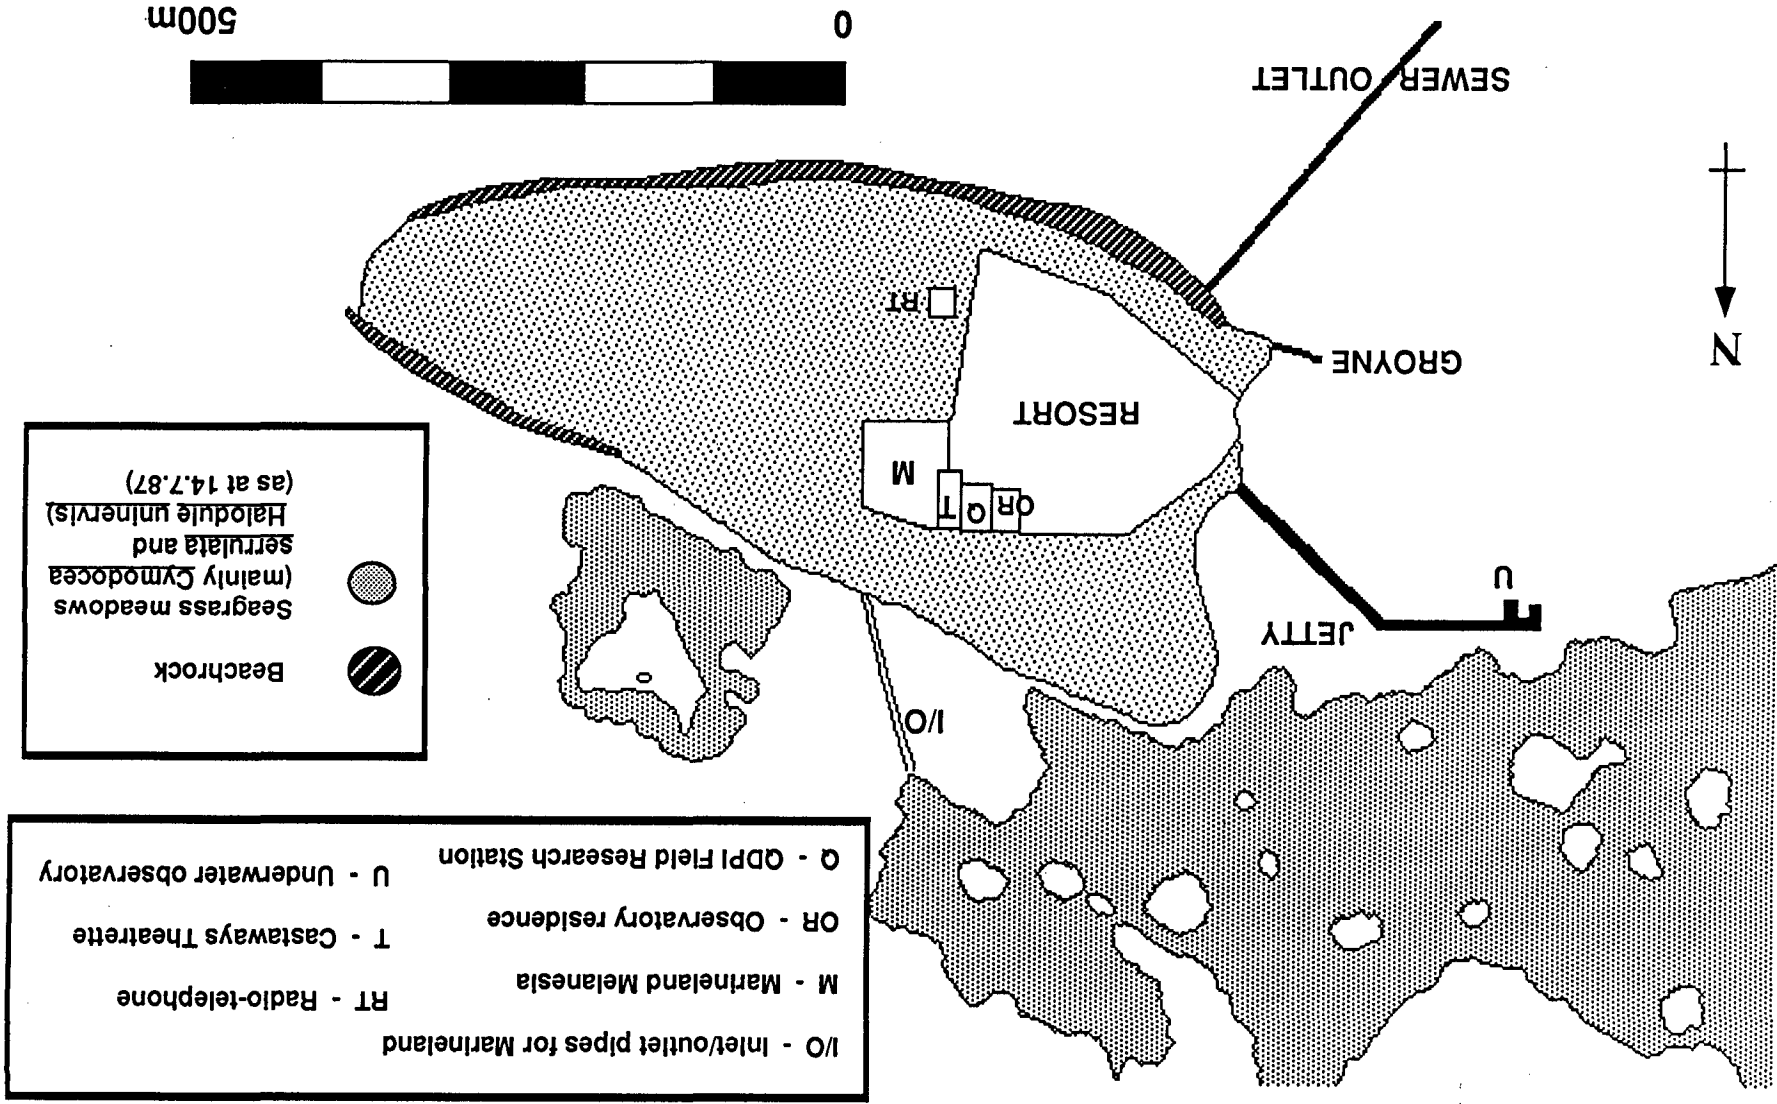 I/O - Inlet/outlet pipes for Marineland
M - Marineland Melanesia
OR - Observatory residence
Q - QDPI Field Research Station
RT - Radio-telephone
T - Castaways Theatrette
U - Underwater observatory
I/O
JETTY
U
Beachrock
Seagrass meadows
(mainly Cymodocea
serrulata and
Halodule uninervis)
(as at 14.7.87)
OR
Q
T
M
RESORT
GROYNE
N
RT
SEWER OUTLET
0
500m